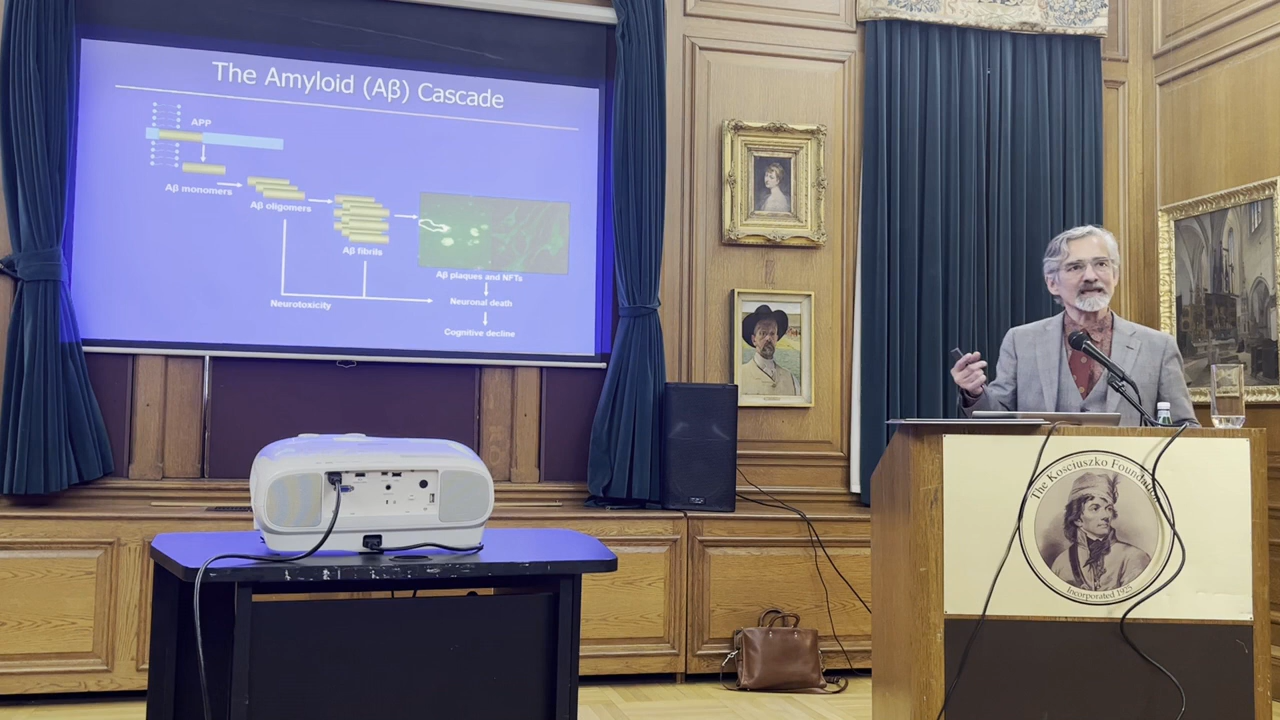 The Amyloid (Aβ) Cascade
APP
Aβ monomers
Aβ oligomers
Aβ fibrils
Aβ plaques and NFTs
Neurotoxicity
Neuronal death
Cognitive decline
The Kosciuszko Foundation
Incorporated 1925